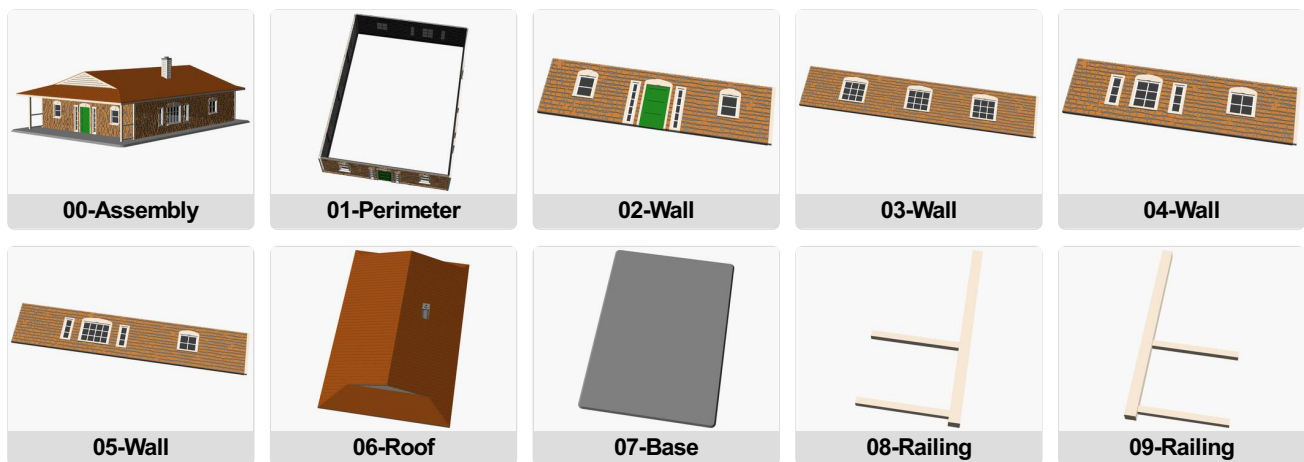 00-Assembly
01-Perimeter
02-Wall
03-Wall
04-Wall
05-Wall
06-Roof
07-Base
08-Railing
09-Railing